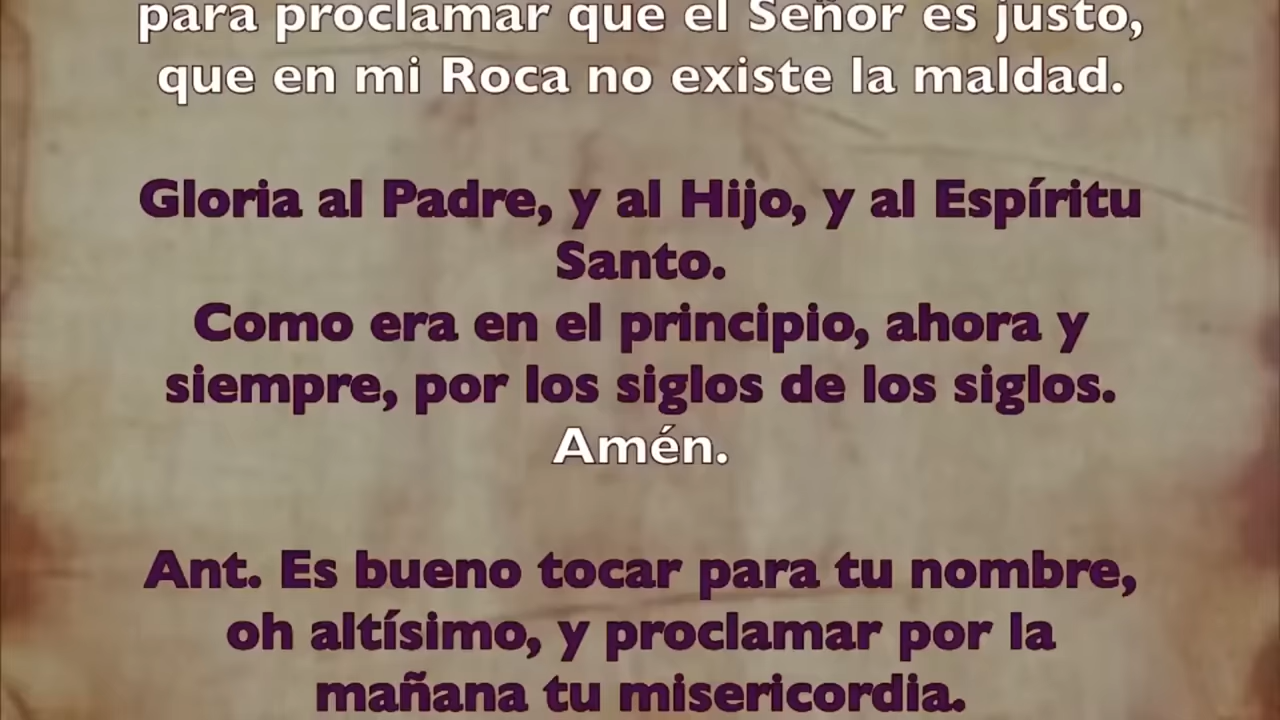 para proclamar que el Señor es justo,
que en mi Roca no existe la maldad.
Gloria al Padre, y al Hijo, y al Espíritu
Santo.
Como era en el principio, ahora y
siempre, por los siglos de los siglos.
Amén.
Ant. Es bueno tocar para tu nombre,
oh altísimo, y proclamar por la
mañana tu misericordia.